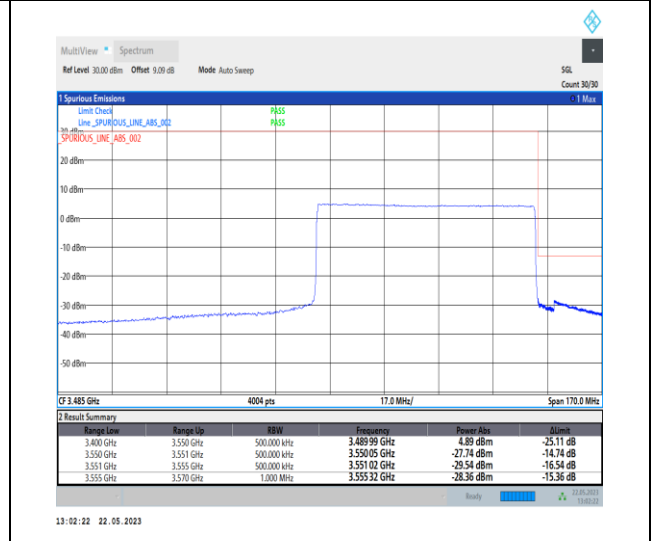 MultiView Spectrum
Ref Level 30.00 dBm Offset 9.09 dB Mode Auto Sweep SGL
Count 30/30
1 Spurious Emissions 1 Max
Limit Check PASS
Line _SPURIOUS_LINE_ABS_002 PASS
_SPURIOUS_LINE_ABS_002
20 dBm
10 dBm
0 dBm
-10 dBm
-20 dBm
-30 dBm
-40 dBm
-50 dBm
CF 3.485 GHz 4004 pts 17.0 MHz/ Span 170.0 MHz
2 Result Summary
Range Low Range Up RBW Frequency Power Abs ΔLimit
3.400 GHz 3.550 GHz 500.000 kHz 3.48999 GHz 4.89 dBm -25.11 dB
3.550 GHz 3.551 GHz 500.000 kHz 3.55005 GHz -27.74 dBm -14.74 dB
3.551 GHz 3.555 GHz 500.000 kHz 3.55102 GHz -29.54 dBm -16.54 dB
3.555 GHz 3.570 GHz 1.000 MHz 3.55532 GHz -28.36 dBm -15.36 dB
Ready 22.05.2023
13:02:22
13:02:22 22.05.2023